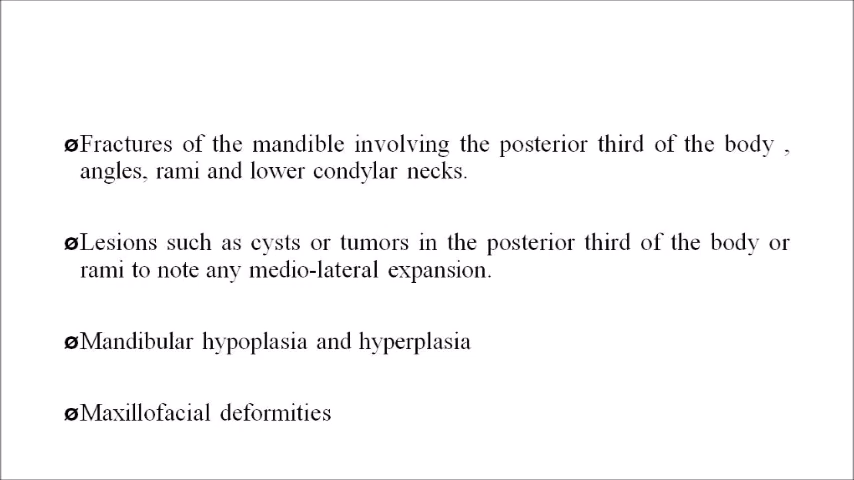 øFractures of the mandible involving the posterior third of the body ,
angles, rami and lower condylar necks.
øLesions such as cysts or tumors in the posterior third of the body or
rami to note any medio-lateral expansion.
øMandibular hypoplasia and hyperplasia
øMaxillofacial deformities